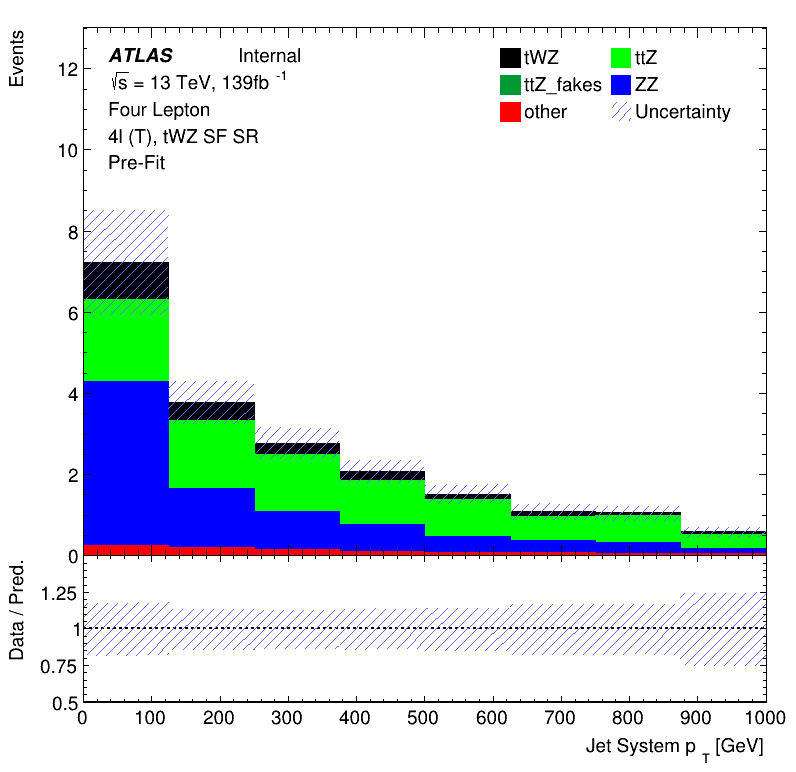 Events
ATLAS Internal
√s = 13 TeV, 139fb -1
Four Lepton
4l (T), tWZ SF SR
Pre-Fit
tWZ ttZ
ttZ_fakes ZZ
other Uncertainty
12
10
8
6
4
2
0
Data / Pred.
1.25
1
0.75
0.5
0 100 200 300 400 500 600 700 800 900 1000
Jet System p T [GeV]